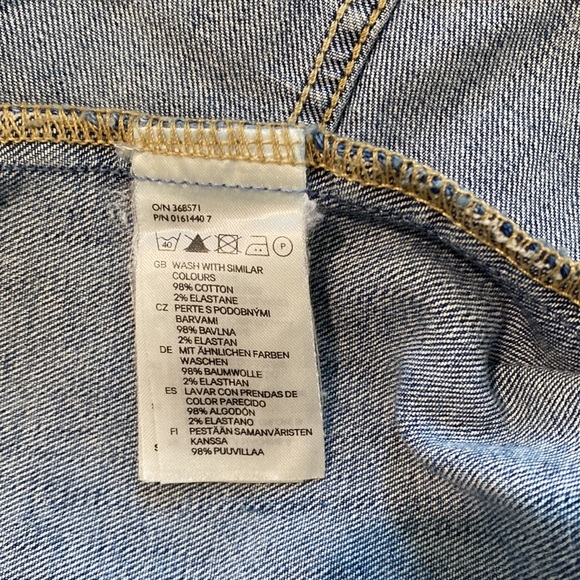 O/N 368571
P/N 0161440 7
40 P
GB WASH WITH SIMILAR
COLOURS
98% COTTON
2% ELASTANE
CZ PERTE S PODOBNÝMI
BARVAMI
98% BAVLNA
2% ELASTAN
DE MIT ÄHNLICHEN FARBEN
WASCHEN
98% BAUMWOLLE
2% ELASTHAN
ES LAVAR CON PRENDAS DE
COLOR PARECIDO
98% ALGODÓN
2% ELASTANO
FI PESTÄÄN SAMANVÄRISTEN
KANSSA
98% PUUVILLAA